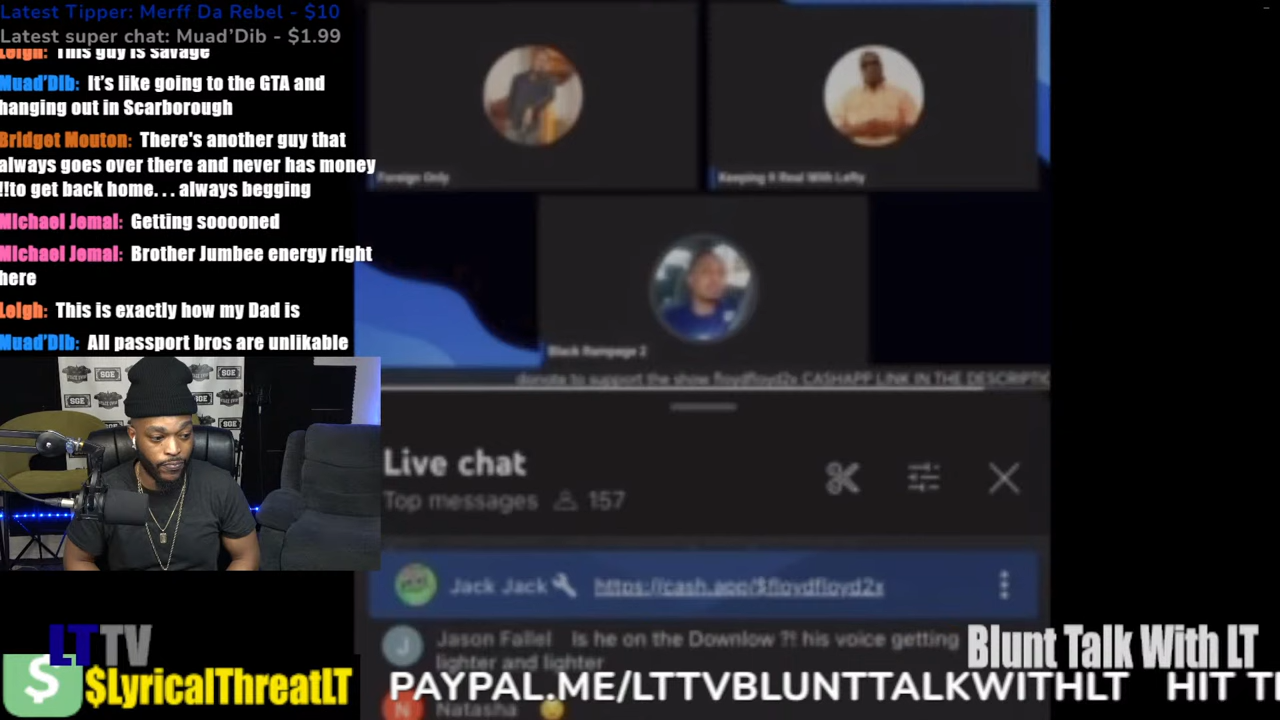 Latest Tipper: Merff Da Rebel - $10
Latest super chat: Muad'Dib - $1.99
Leigh: This guy is savage
Muad'Dib: It's like going to the GTA and
hanging out in Scarborough
Bridget Mouton: There's another guy that
always goes over there and never has money
!!to get back home. . . always begging
Michael Jemal: Getting sooooned
Michael Jemal: Brother Jumbee energy right
here
Leigh: This is exactly how my Dad is
Muad'Dib: All passport bros are unlikable
Foreign Only
Keeping It Real With Lefty
Black Rampage 2
donate to support the show floydfloyd2x CASHAPP LINK IN THE DESCRIPTIO
Live chat
Top messages 157
Jack Jack https://cash.app/$floydfloyd2x
J Jason Fallel Is he on the Downlow ?! his voice getting
lighter and lighter
N Natasha
SGE
SGE
LTTV
$ $LyricalThreatLT
Blunt Talk With LT
PAYPAL.ME/LTTVBLUNTTALKWITHLT HIT